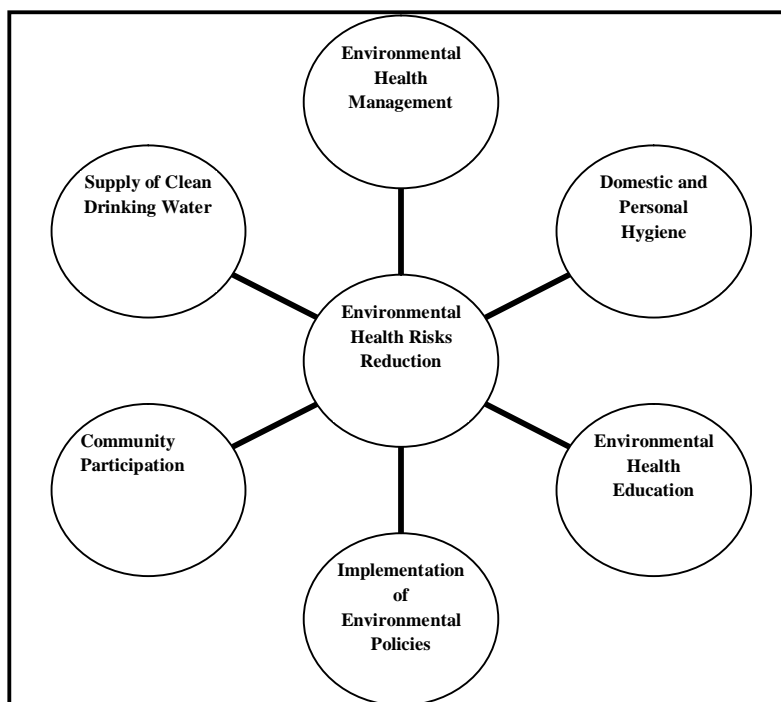 Environmental
Health
Management
Supply of Clean
Drinking Water
Domestic and
Personal
Hygiene
Environmental
Health Risks
Reduction
Community
Participation
Environmental
Health
Education
Implementation
of
Environmental
Policies